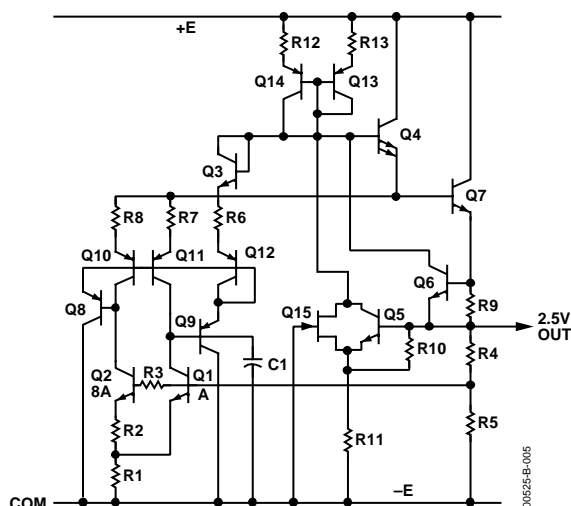 +E
R12
R13
Q14
Q13
Q4
Q3
Q7
R8
R7
R6
Q10
Q11
Q12
Q6
Q8
R9
Q9
Q15
Q5
2.5V
OUT
R10
R4
C1
Q2
8A
R3
Q1
A
R2
R11
R5
R1
COM
–E
00525-B-005